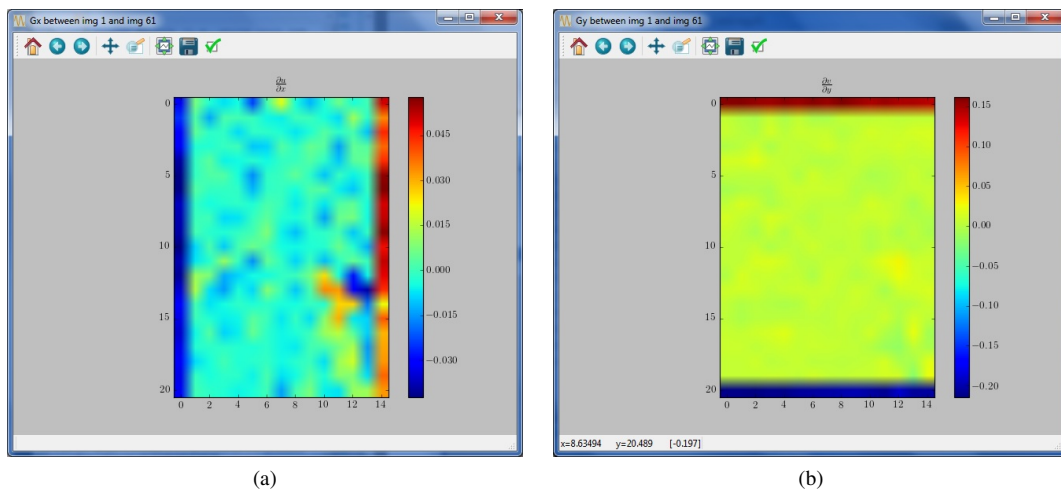 Gx between img 1 and img 61
∂u/∂x
0
5
10
15
20
0 2 4 6 8 10 12 14
0.045
0.030
0.015
0.000
−0.015
−0.030
(a)
Gy between img 1 and img 61
∂v/∂y
0
5
10
15
20
0 2 4 6 8 10 12 14
0.15
0.10
0.05
0.00
−0.05
−0.10
−0.15
−0.20
x=8.63494 y=20.489 [-0.197]
(b)